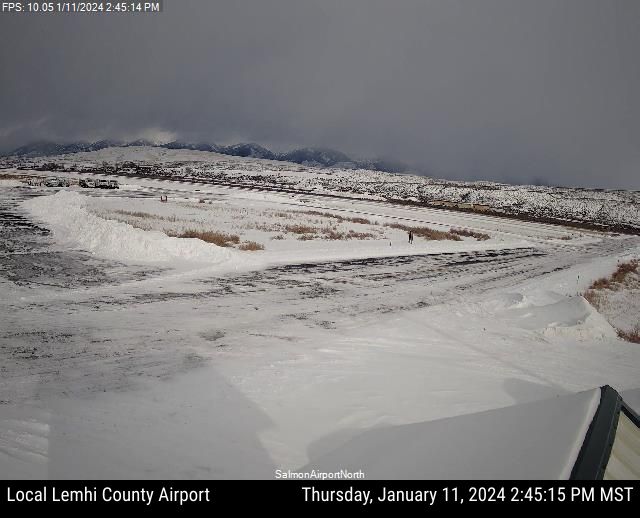 FPS: 10.05 1/11/2024 2:45:14 PM
SalmonAirportNorth
Local Lemhi County Airport Thursday, January 11, 2024 2:45:15 PM MST